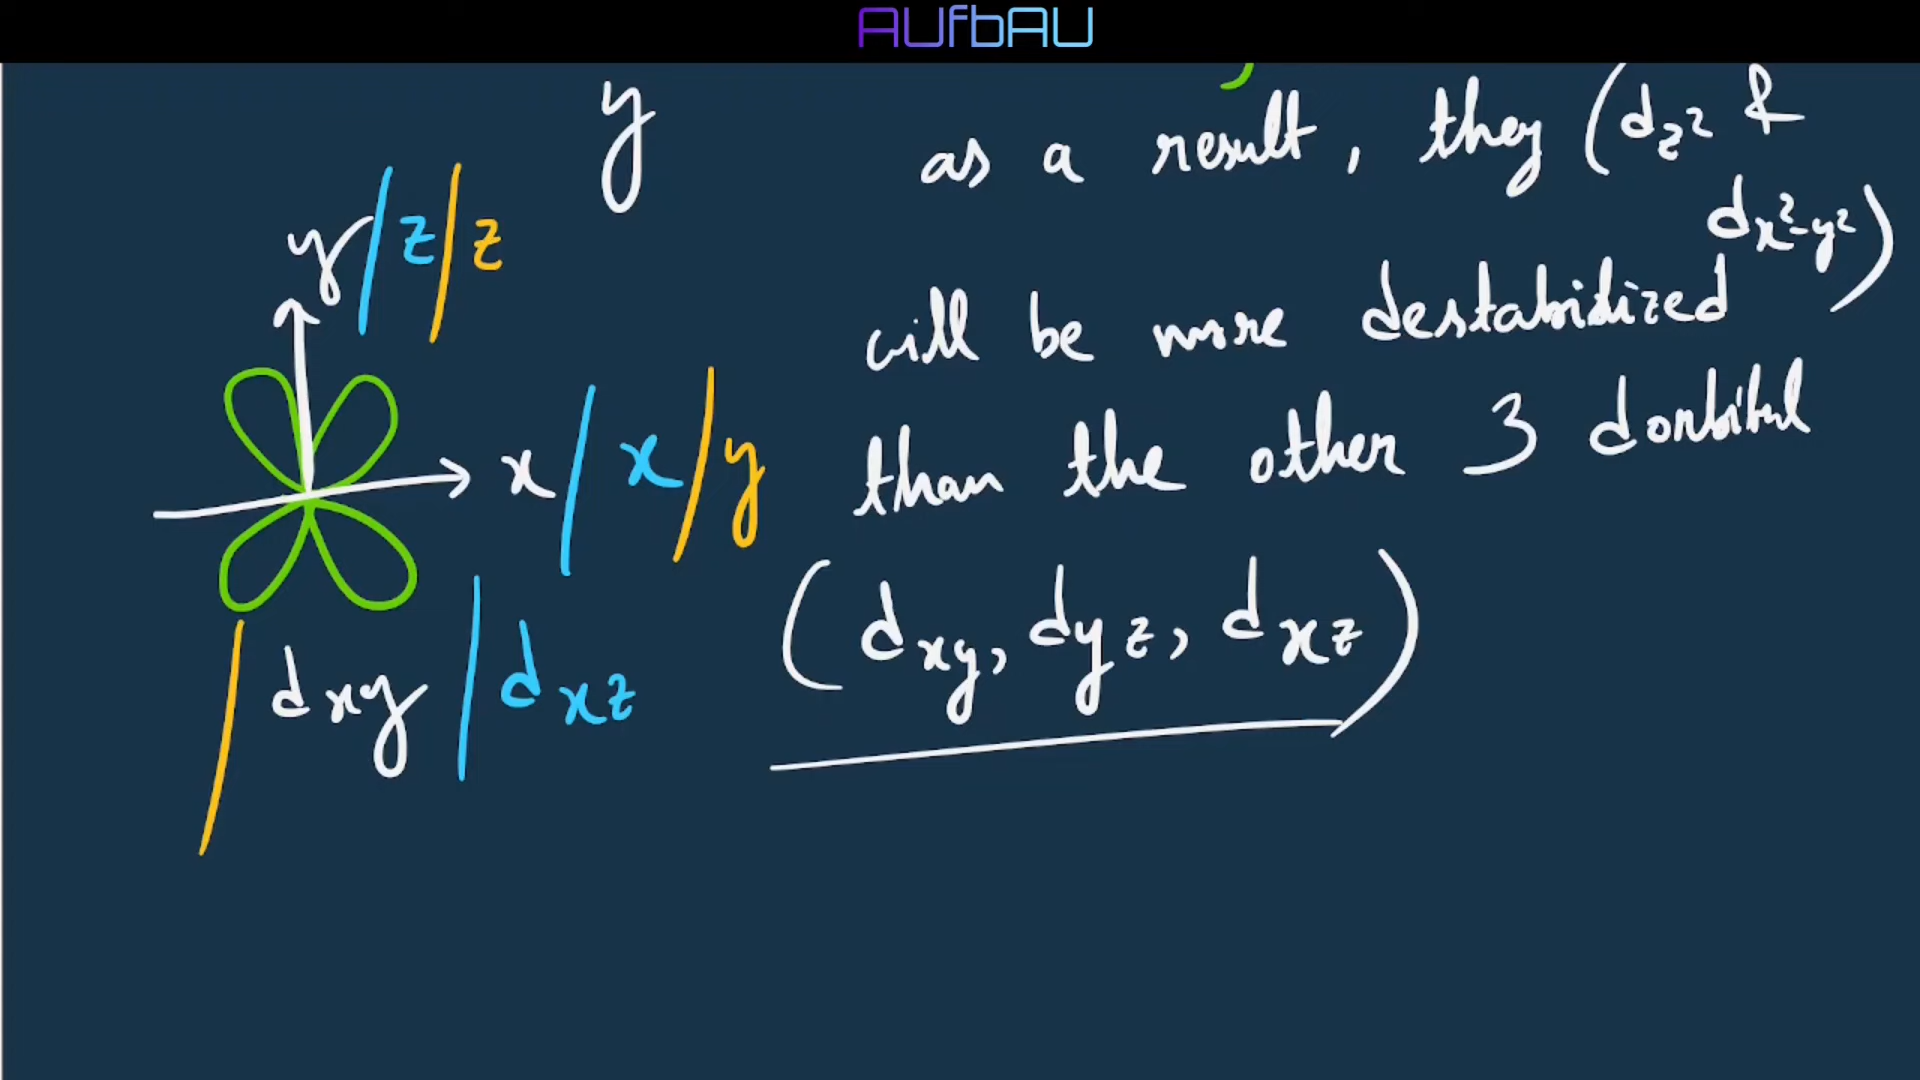 AUfbAU
y
as a result, they (dz² &
dx²-y²)
will be more destabilized
than the other 3 d orbital
(dxy, dyz, dxz)
y/z/z
x/x/y
/dxy/dxz